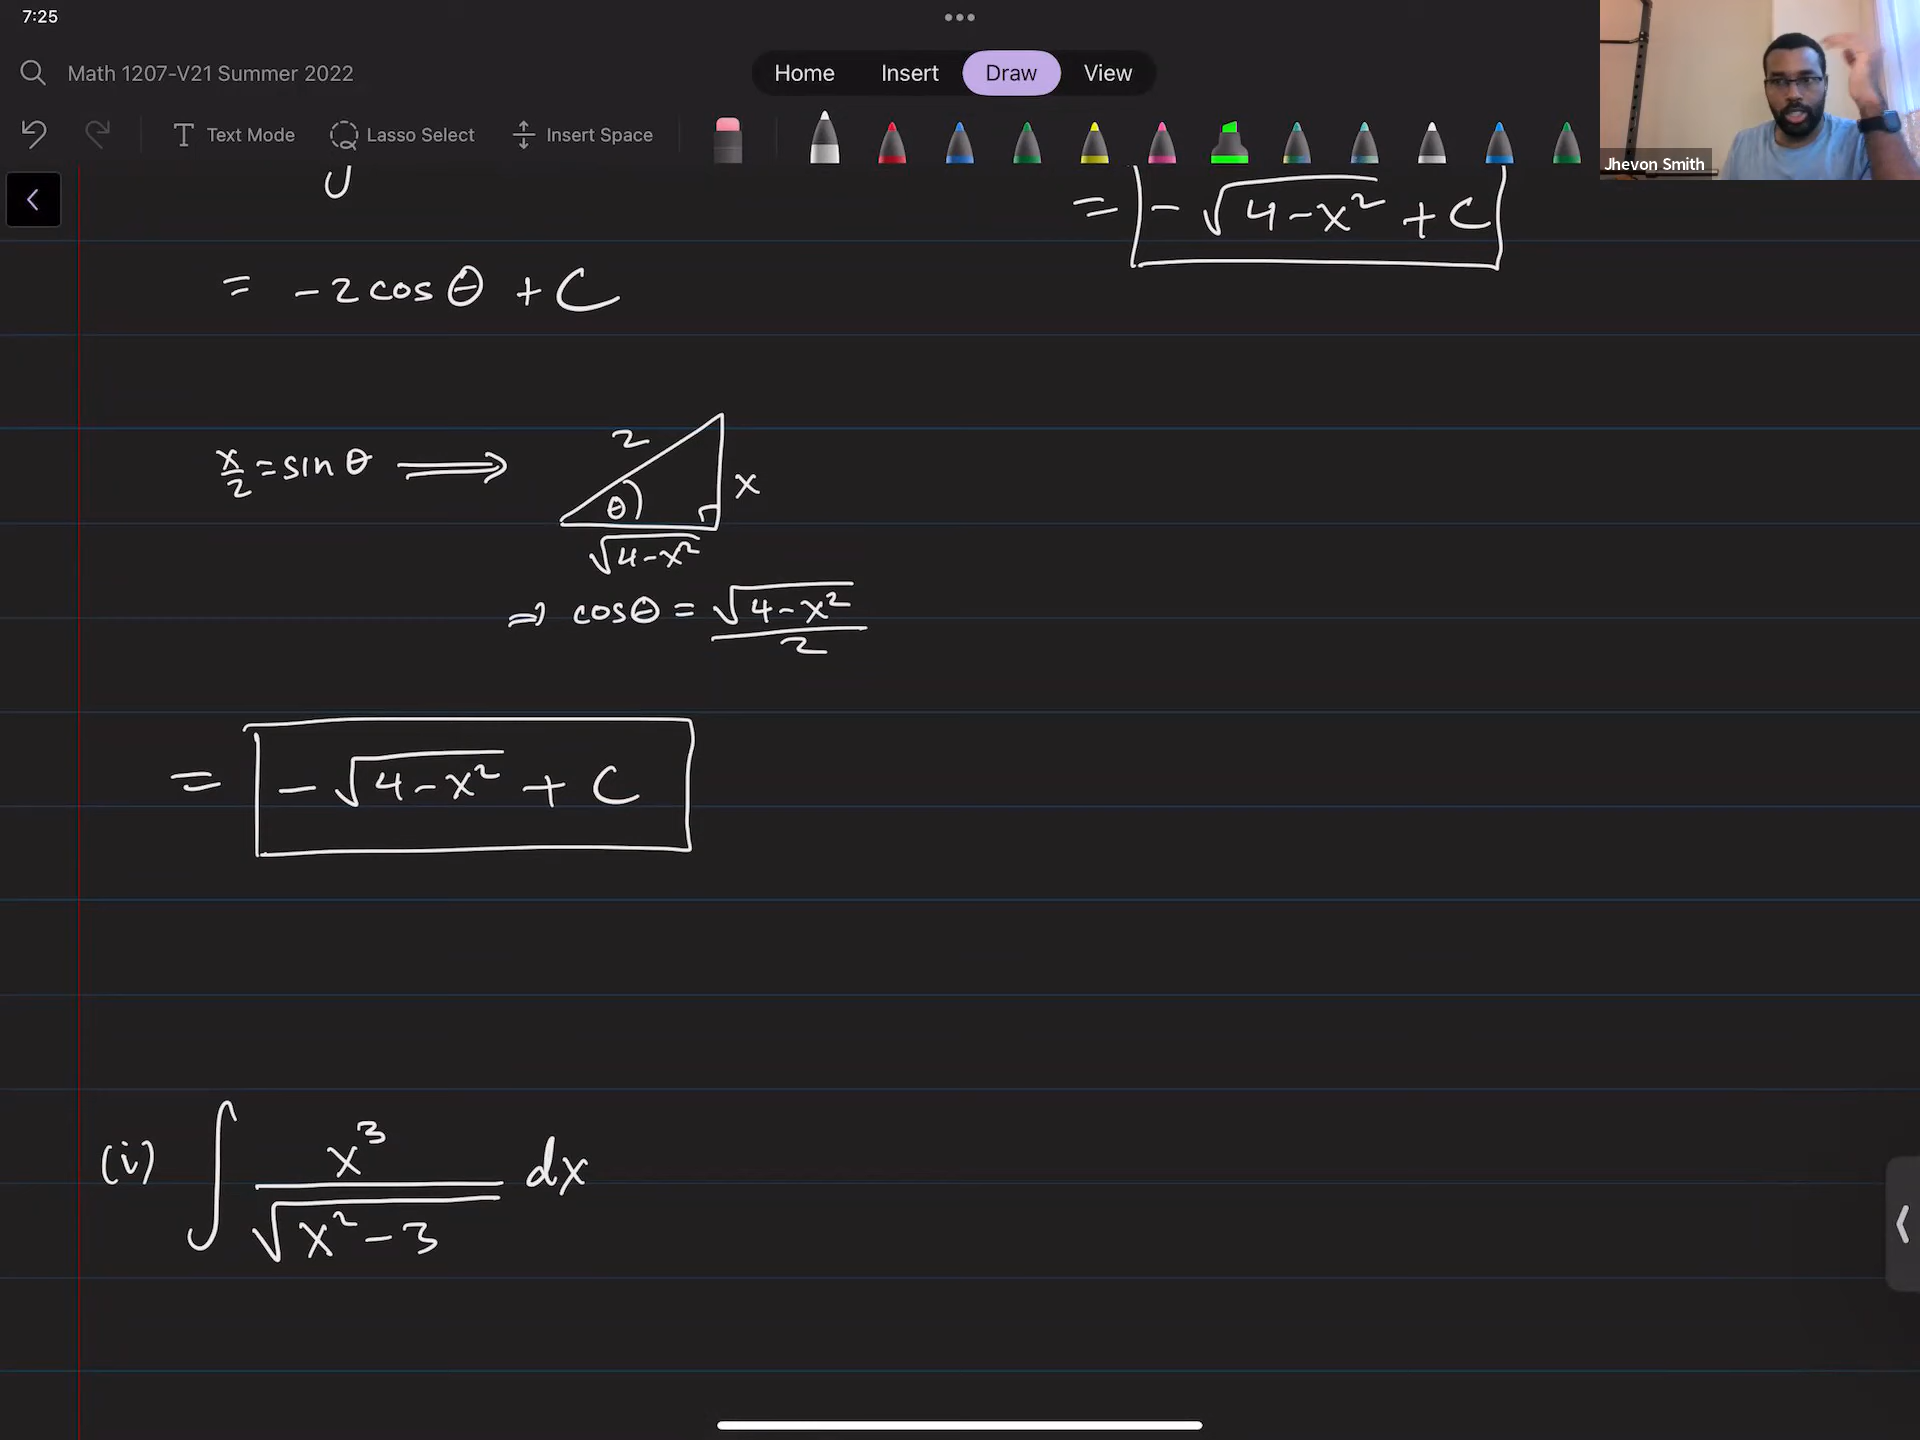 7:25
Math 1207-V21 Summer 2022
Home Insert Draw View
Text Mode Lasso Select Insert Space
Jhevon Smith
= -√(4-x²) + C
= -2cosθ + C
x/2 = sinθ ⟹
2
θ
x
√(4-x²)
⇒ cosθ = √(4-x²)/2
= -√(4-x²) + C
(i) ∫ x³/√(x²-3) dx